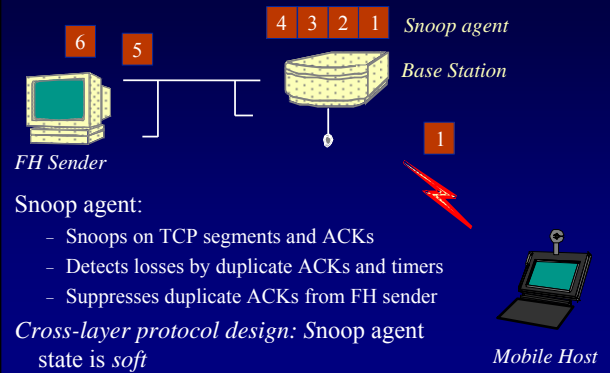 4 3 2 1 Snoop agent
6
5
Base Station
1
FH Sender
Snoop agent:
– Snoops on TCP segments and ACKs
– Detects losses by duplicate ACKs and timers
– Suppresses duplicate ACKs from FH sender
Cross-layer protocol design: Snoop agent
state is soft
Mobile Host